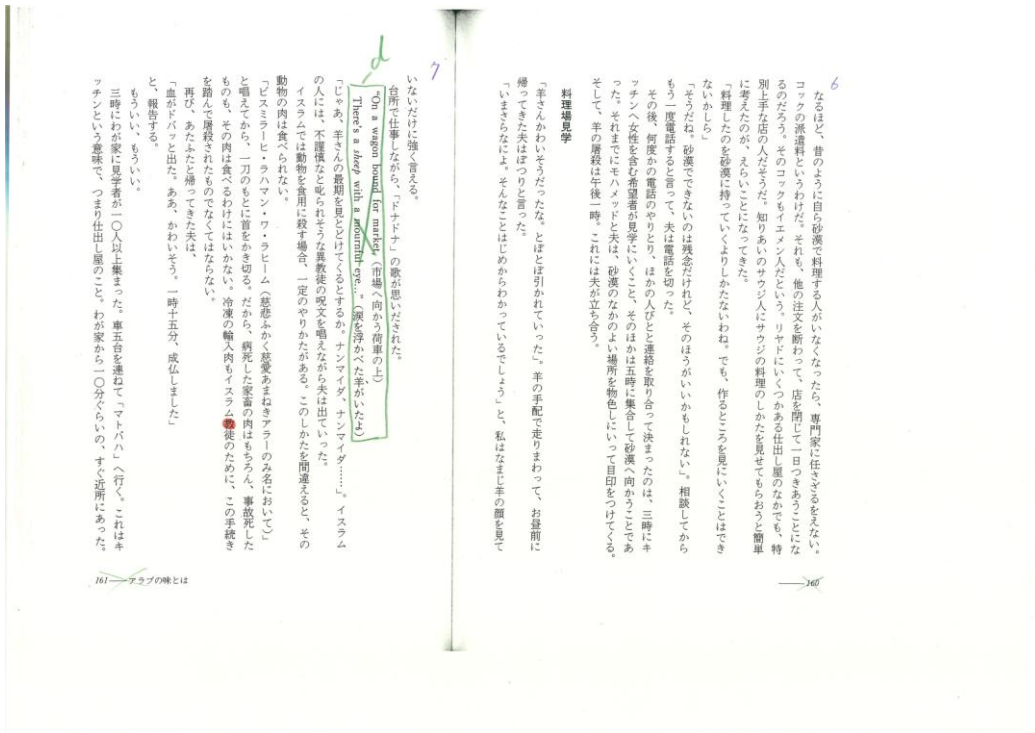 6
なるほど、昔のように自ら砂漠で料理する人がいなくなったら、専門家に任さざるをえない。
コックの派遣料というわけだ。それも、他の注文を断わって、店を閉じて一日つきあうことにな
るのだろう。そのコックもイエメン人だという。リヤドにいくつかある仕出し屋のなかでも、特
別上手な店の人だそうだ。知りあいのサウジ人にサウジの料理のしかたを見せてもらおうと簡単
に考えたのが、えらいことになってきた。
「料理したのを砂漠に持っていくよりしかたないわね。でも、作るところを見にいくことはでき
ないかしら」
「そうだね。砂漠でできないのは残念だけれど、そのほうがいいかもしれない」。相談してから
もう一度電話すると言って、夫は電話を切った。
その後、何度かの電話のやりとり、ほかの人びとと連絡を取り合って決まったのは、三時にキ
ッチンへ女性を含む希望者が見学にいくこと、そのほかは五時に集合して砂漠へ向かうことであ
った。それまでにモハメッドと夫は、砂漠のなかのよい場所を物色しにいって目印をつけてくる。
そして、羊の屠殺は午後一時。これには夫が立ち合う。
料理場見学
「羊さんかわいそうだったな。とぼとぼ引かれていった」。羊の手配で走りまわって、お昼前に
帰ってきた夫はぽつりと言った。
「いまさらなによ。そんなことはじめからわかっているでしょう」と、私はなまじ羊の顔を見て
160
7
いないだけに強く言える。
台所で仕事しながら、「ドナドナ」の歌が思いだされた。
d
"On a wagon bound for market,(市場へ向かう荷車の上)
There's a sheep with a mournful eye…"(涙を浮かべた羊がいたよ)
「じゃあ、羊さんの最期を見とどけてくるとするか。ナンマイダ、ナンマイダ……」。イスラム
の人には、不謹慎なと叱られそうな異教徒の呪文を唱えながら夫は出ていった。
イスラムでは動物を食用に殺す場合、一定のやりかたがある。このしかたを間違えると、その
動物の肉は食べられない。
「ビスミラーヒ・ラハマン・ワ・ラヒーム(慈悲ふかく慈愛あまねきアラーのみ名において)」
と唱えてから、一刀のもとに首をかき切る。だから、病死した家畜の肉はもちろん、事故死した
ものも、その肉は食べるわけにはいかない。冷凍の輸入肉もイスラム教徒のために、この手続き
を踏んで屠殺されたものでなくてはならない。
再び、あたふたと帰ってきた夫は、
「血がドバッと出た。ああ、かわいそう。一時十五分、成仏しました」
と、報告する。
もういい、もういい。
三時にわが家に見学者が一〇人以上集まった。車五台を連ねて「マトバハ」へ行く。これはキ
ッチンという意味で、つまり仕出し屋のこと。わが家から一〇分ぐらいの、すぐ近所にあった。
161──アラブの味とは